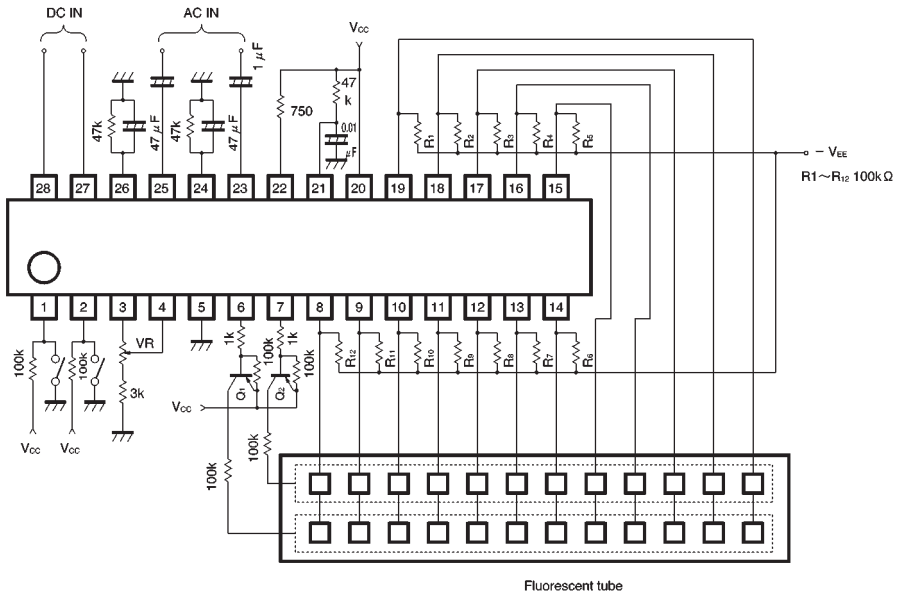 DC IN
AC IN
VCC
1 μF
47k
47 μF
47k
47 μF
750
47
k
0.01
μF
R1
R2
R3
R4
R5
− VEE
R1～R12 100kΩ
28 27 26 25 24 23 22 21 20 19 18 17 16 15
1 2 3 4 5 6 7 8 9 10 11 12 13 14
100k
100k
VR
3k
VCC
VCC
1k
100k
1k
100k
Q1
Q2
VCC
100k
100k
R12
R11
R10
R9
R8
R7
R6
Fluorescent tube